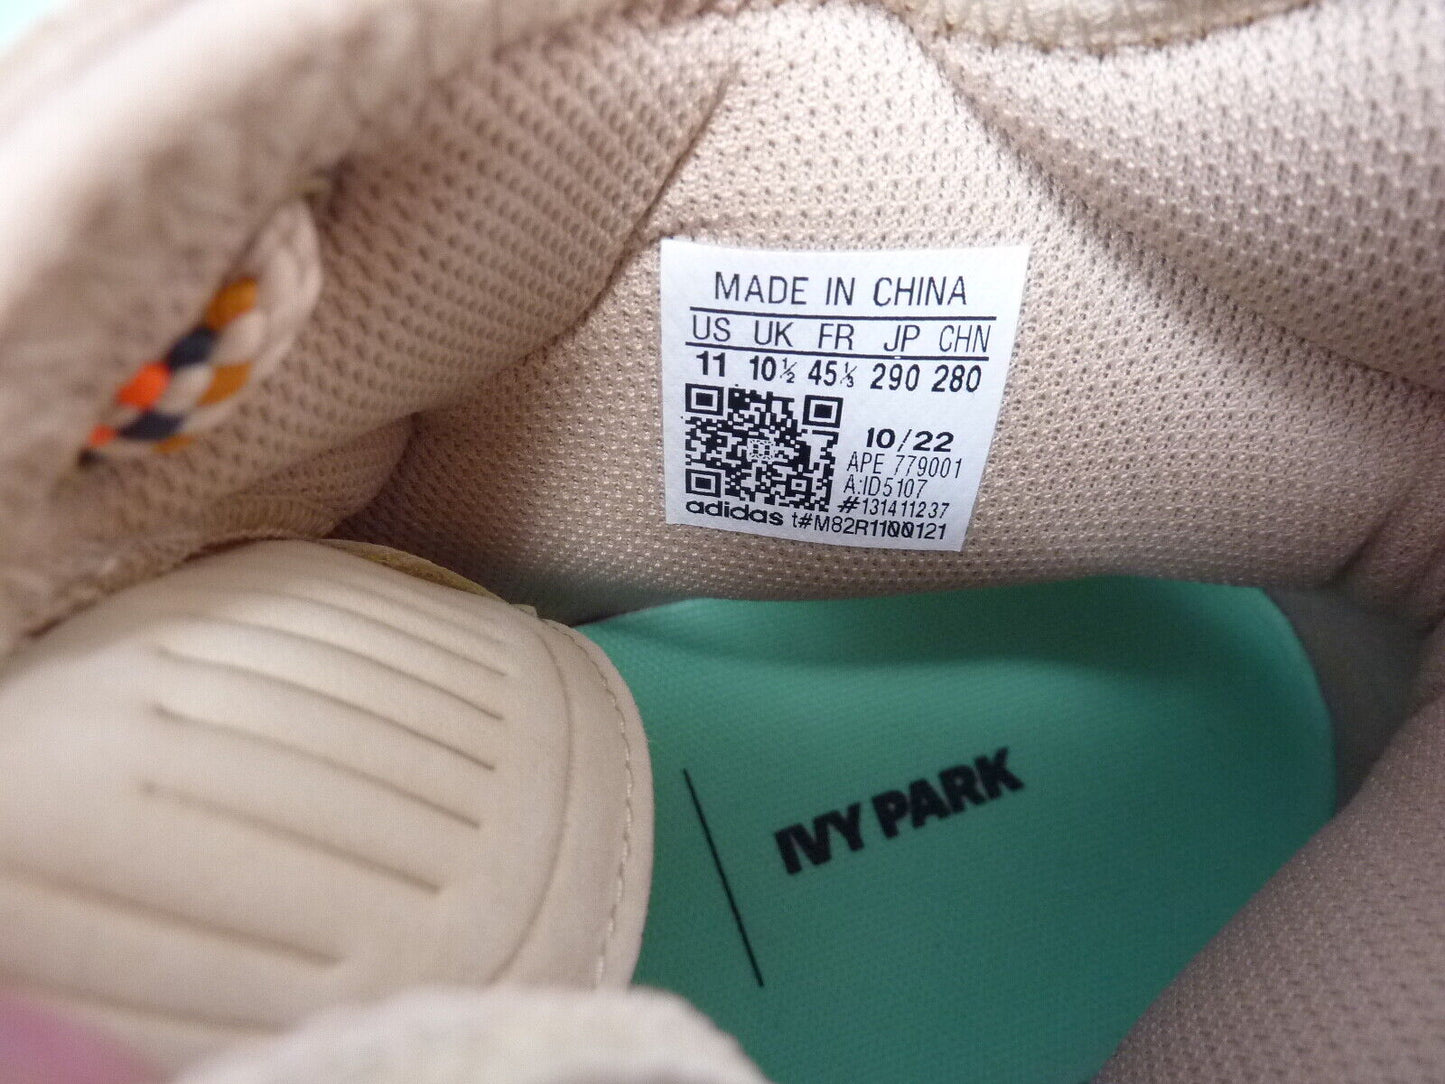 MADE IN CHINA
US UK FR JP CHN
11 10½ 45⅓ 290 280
10/22
APE 779001
A:ID5107
#131411237
adidas t#M82R1100121
IVY PARK